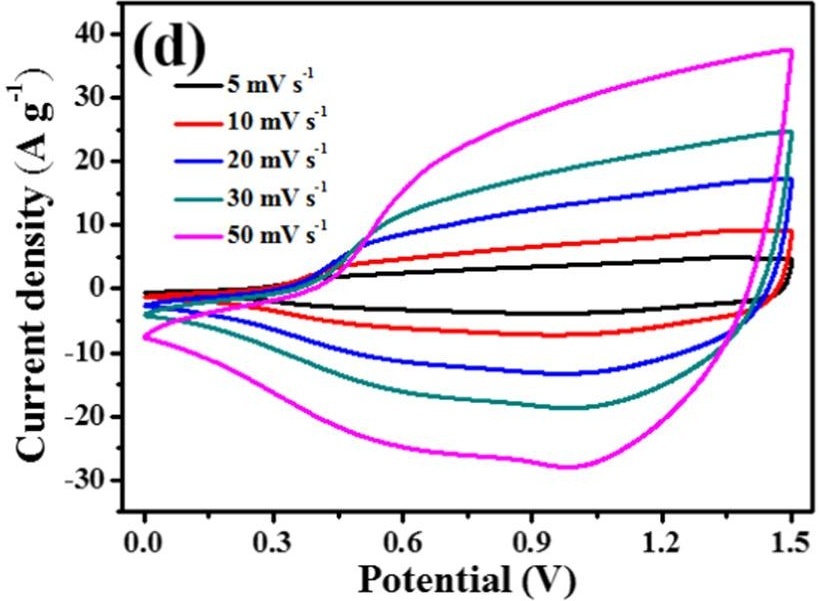 (d)
5 mV s⁻¹
10 mV s⁻¹
20 mV s⁻¹
30 mV s⁻¹
50 mV s⁻¹
Current density (A g⁻¹)
40
30
20
10
0
-10
-20
-30
0.0 0.3 0.6 0.9 1.2 1.5
Potential (V)